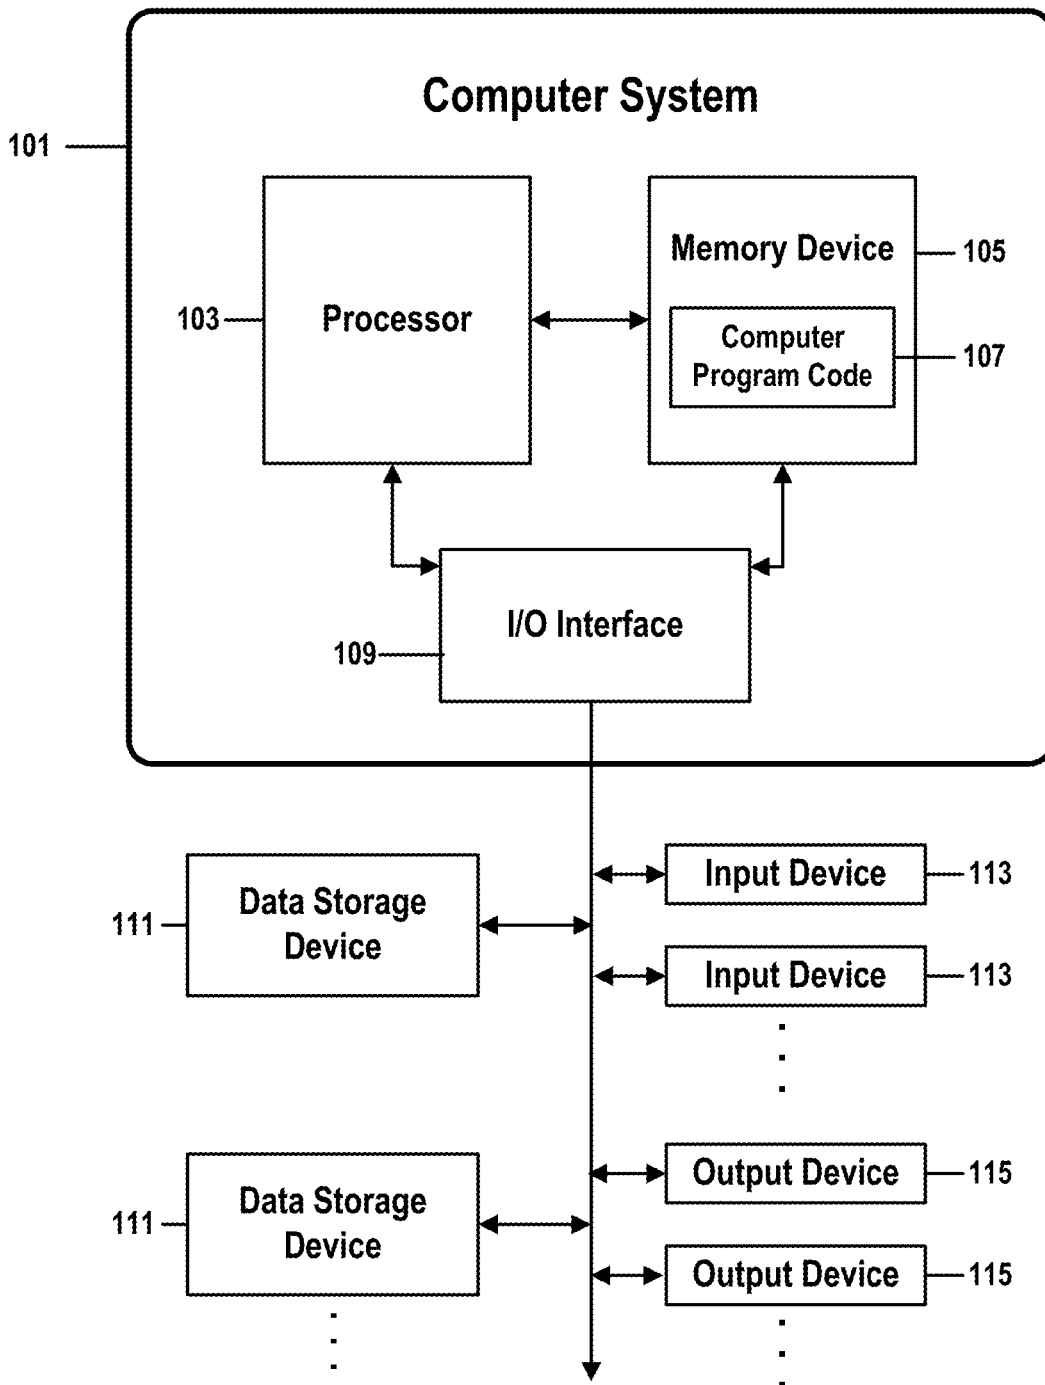 Computer System
101
Processor
103
Memory Device
105
Computer
Program Code
107
I/O Interface
109
Data Storage
Device
111
Input Device
113
Input Device
113
Data Storage
Device
111
Output Device
115
Output Device
115